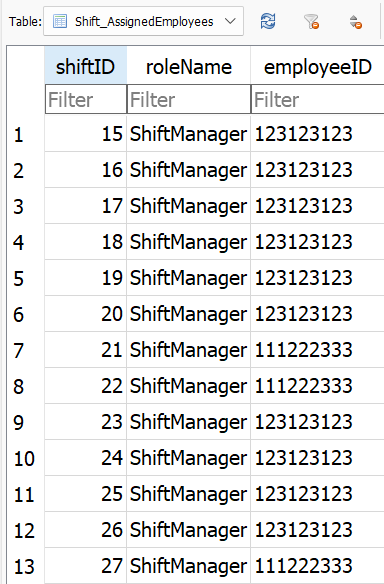 Table: Shift_AssignedEmployees
shiftID roleName employeeID
Filter Filter Filter
1 15 ShiftManager 123123123
2 16 ShiftManager 123123123
3 17 ShiftManager 123123123
4 18 ShiftManager 123123123
5 19 ShiftManager 123123123
6 20 ShiftManager 123123123
7 21 ShiftManager 111222333
8 22 ShiftManager 111222333
9 23 ShiftManager 123123123
10 24 ShiftManager 123123123
11 25 ShiftManager 123123123
12 26 ShiftManager 123123123
13 27 ShiftManager 111222333